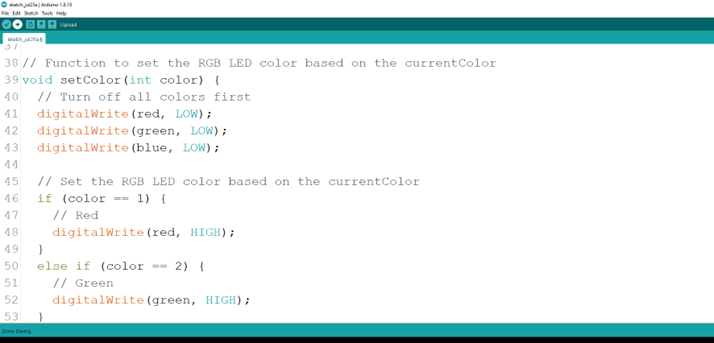 sketch_jul25a | Arduino 1.8.19
File Edit Sketch Tools Help
Upload
sketch_jul25a §
37
38 // Function to set the RGB LED color based on the currentColor
39 void setColor(int color) {
40 // Turn off all colors first
41 digitalWrite(red, LOW);
42 digitalWrite(green, LOW);
43 digitalWrite(blue, LOW);
44
45 // Set the RGB LED color based on the currentColor
46 if (color == 1) {
47 // Red
48 digitalWrite(red, HIGH);
49 }
50 else if (color == 2) {
51 // Green
52 digitalWrite(green, HIGH);
53 }
Done Saving.